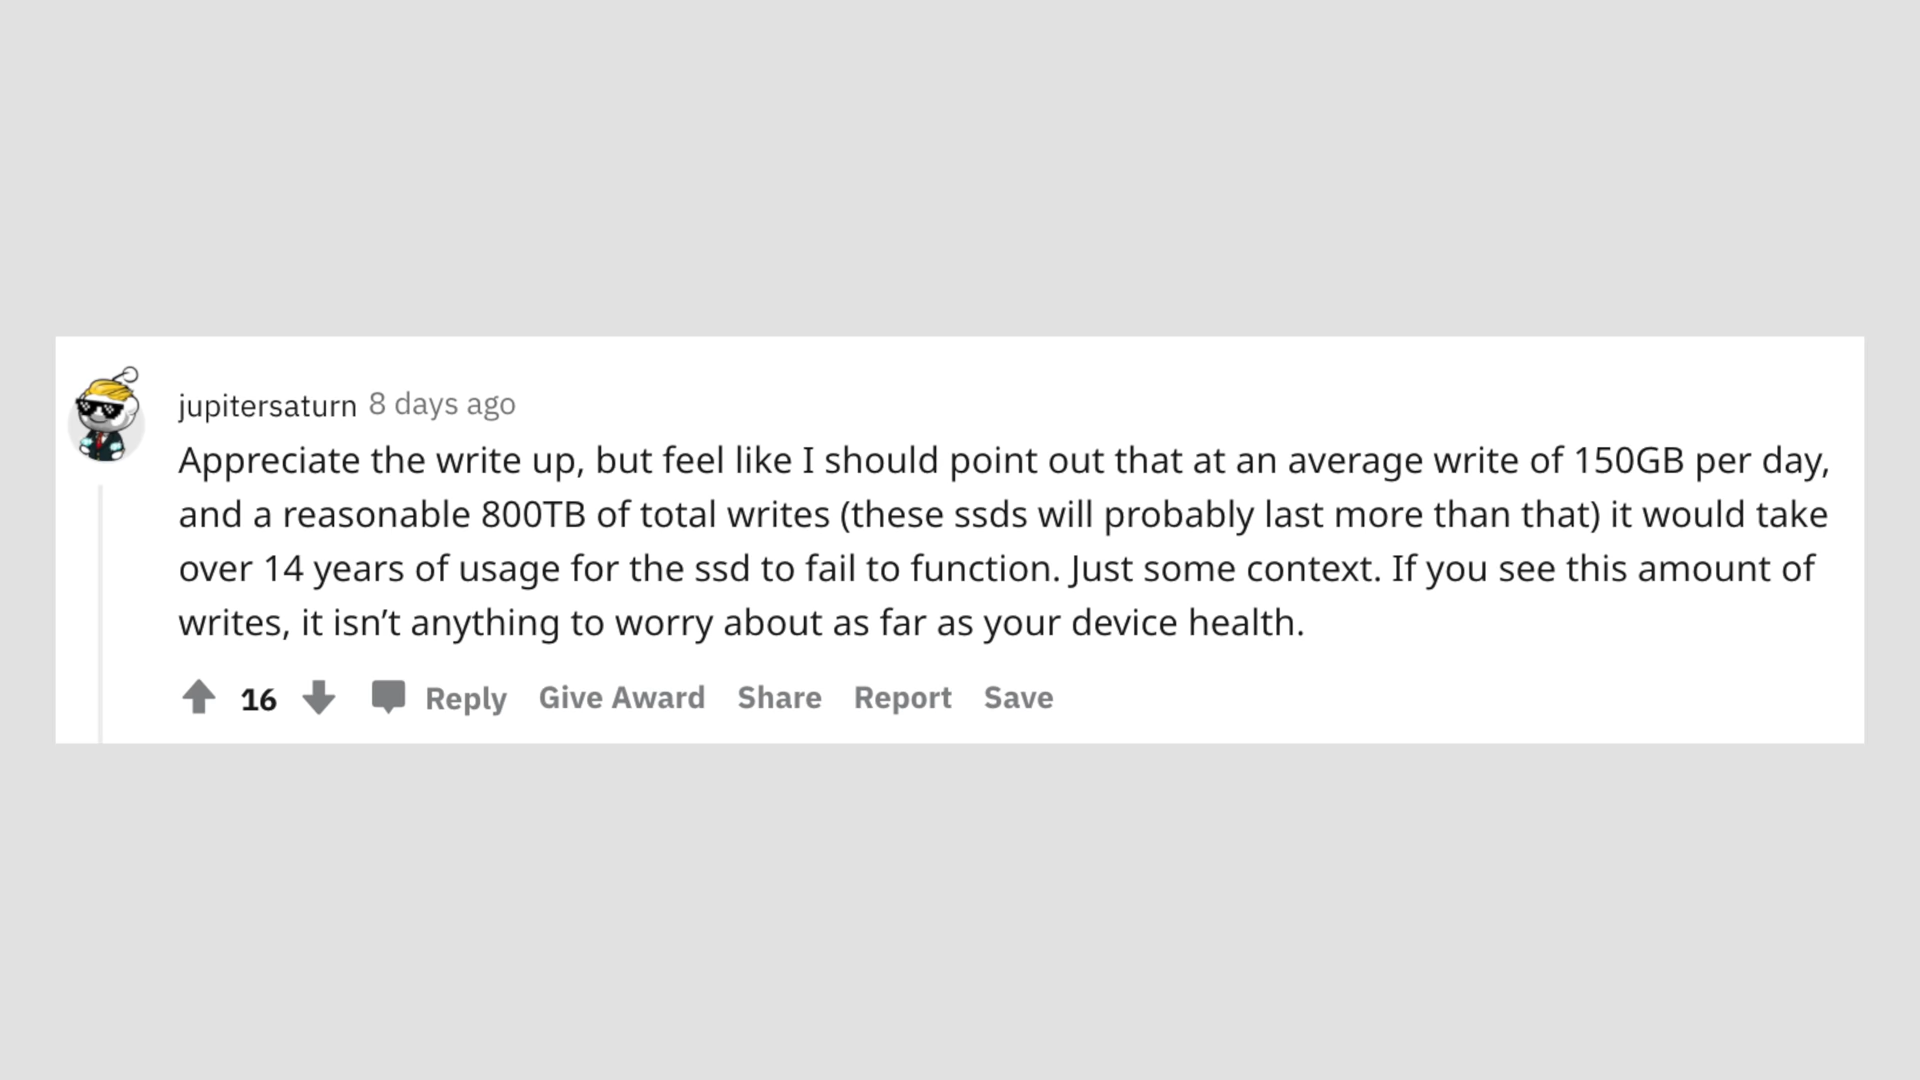 jupitersaturn 8 days ago
Appreciate the write up, but feel like I should point out that at an average write of 150GB per day,
and a reasonable 800TB of total writes (these ssds will probably last more than that) it would take
over 14 years of usage for the ssd to fail to function. Just some context. If you see this amount of
writes, it isn’t anything to worry about as far as your device health.
16 Reply Give Award Share Report Save